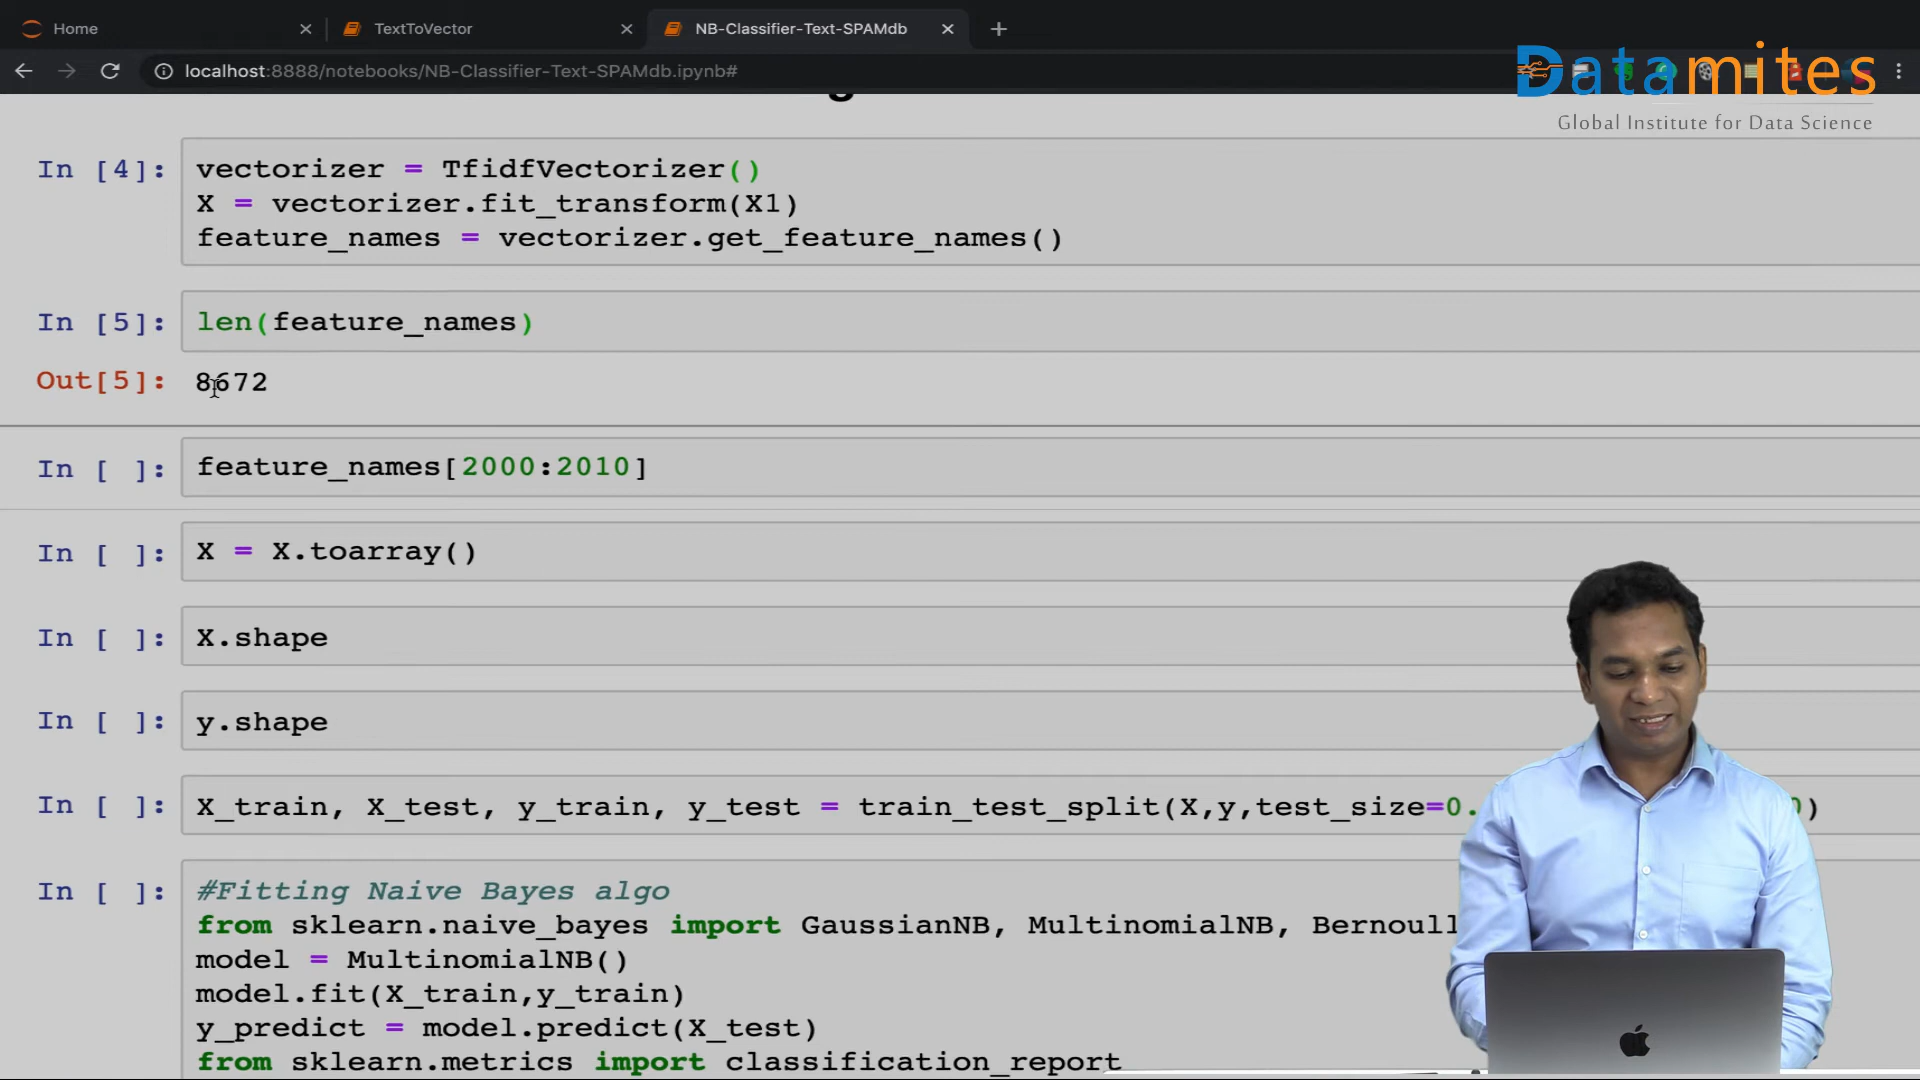 Home
TextToVector
NB-Classifier-Text-SPAMdb
localhost:8888/notebooks/NB-Classifier-Text-SPAMdb.ipynb#
Datamites
Global Institute for Data Science
In [4]:
vectorizer = TfidfVectorizer()
X = vectorizer.fit_transform(X1)
feature_names = vectorizer.get_feature_names()
In [5]:
len(feature_names)
Out[5]:
8672
In [ ]:
feature_names[2000:2010]
In [ ]:
X = X.toarray()
In [ ]:
X.shape
In [ ]:
y.shape
In [ ]:
X_train, X_test, y_train, y_test = train_test_split(X,y,test_size=0. )
In [ ]:
#Fitting Naive Bayes algo
from sklearn.naive_bayes import GaussianNB, MultinomialNB, Bernoull
model = MultinomialNB()
model.fit(X_train,y_train)
y_predict = model.predict(X_test)
from sklearn.metrics import classification_report